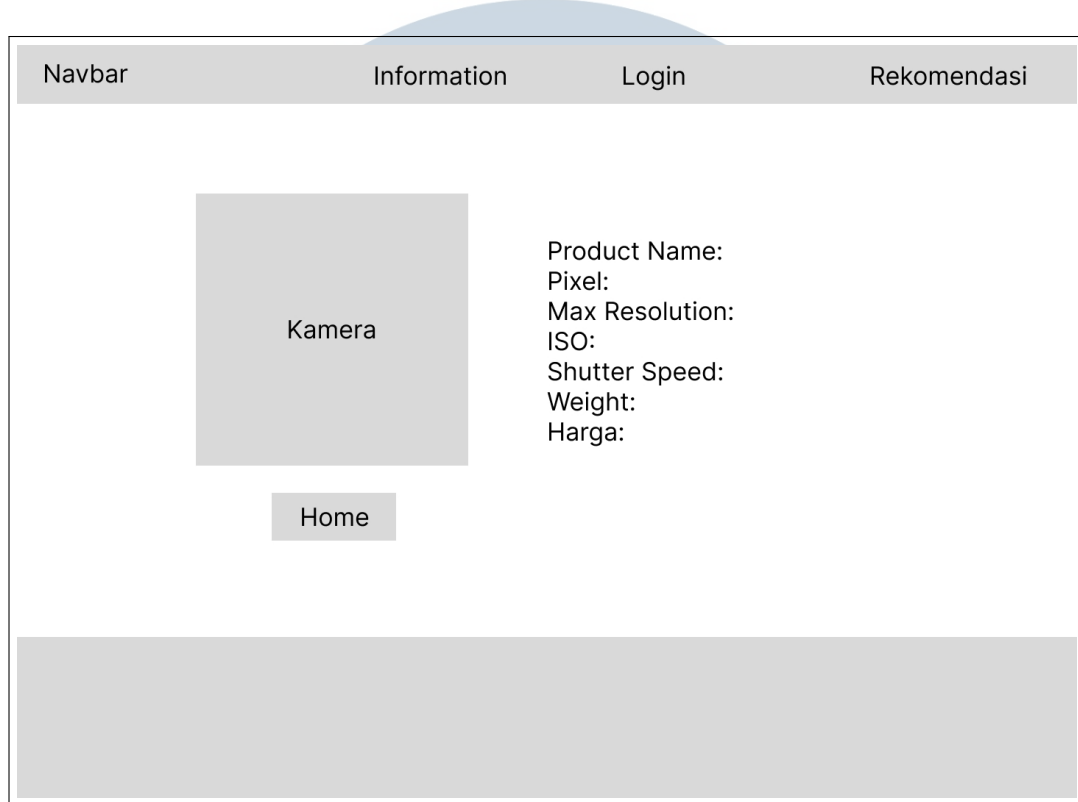 Navbar Information Login Rekomendasi
Kamera
Product Name:
Pixel:
Max Resolution:
ISO:
Shutter Speed:
Weight:
Harga:
Home